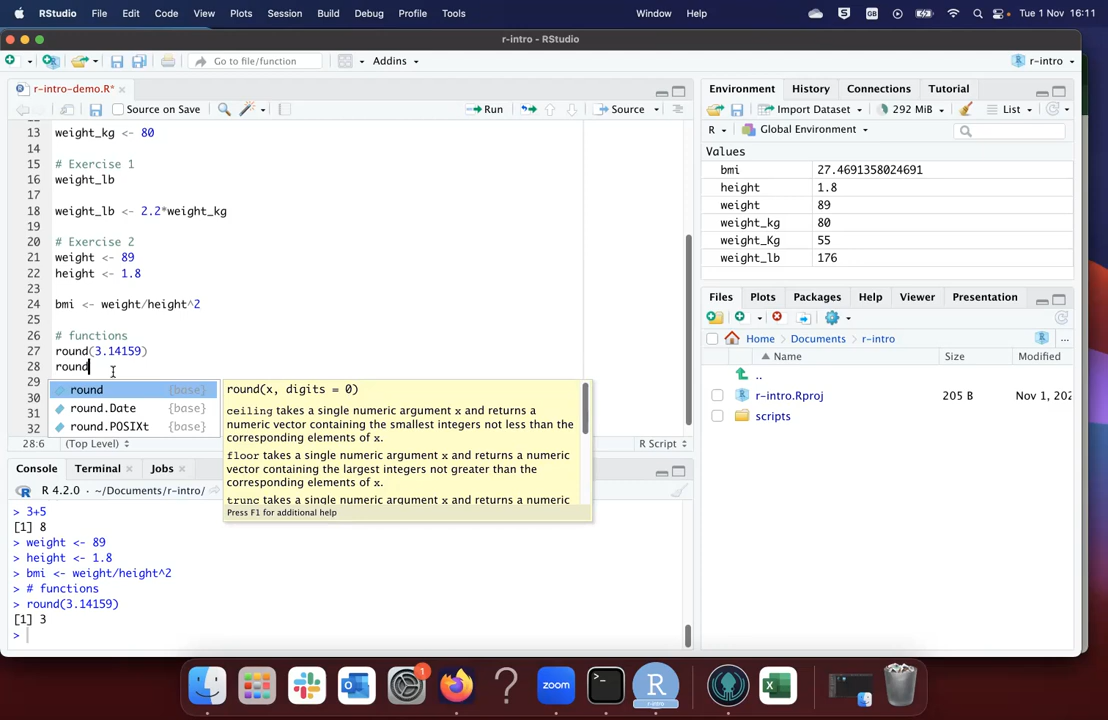 RStudio File Edit Code View Plots Session Build Debug Profile Tools Window Help Tue 1 Nov 16:11
r-intro - RStudio
Go to file/function Addins r-intro
r-intro-demo.R*
Source on Save Run Source
13 weight_kg <- 80
14
15 # Exercise 1
16 weight_lb
17
18 weight_lb <- 2.2*weight_kg
19
20 # Exercise 2
21 weight <- 89
22 height <- 1.8
23
24 bmi <- weight/height^2
25
26 # functions
27 round(3.14159)
28 round
29
30
31
32
round {base}
round.Date {base}
round.POSIXt {base}
round(x, digits = 0)
ceiling takes a single numeric argument x and returns a
numeric vector containing the smallest integers not less than the
corresponding elements of x.
floor takes a single numeric argument x and returns a numeric
vector containing the largest integers not greater than the
corresponding elements of x.
trunc takes a single numeric argument x and returns a numeric
Press F1 for additional help
28:6 (Top Level) R Script
Console Terminal Jobs
R 4.2.0 · ~/Documents/r-intro/
> 3+5
[1] 8
> weight <- 89
> height <- 1.8
> bmi <- weight/height^2
> # functions
> round(3.14159)
[1] 3
>
Environment History Connections Tutorial
Import Dataset 292 MiB List
R Global Environment
Values
bmi 27.4691358024691
height 1.8
weight 89
weight_kg 80
weight_Kg 55
weight_lb 176
Files Plots Packages Help Viewer Presentation
Home Documents r-intro ...
Name Size Modified
..
r-intro.Rproj 205 B Nov 1, 202
scripts
1
zoom
R
r-intro